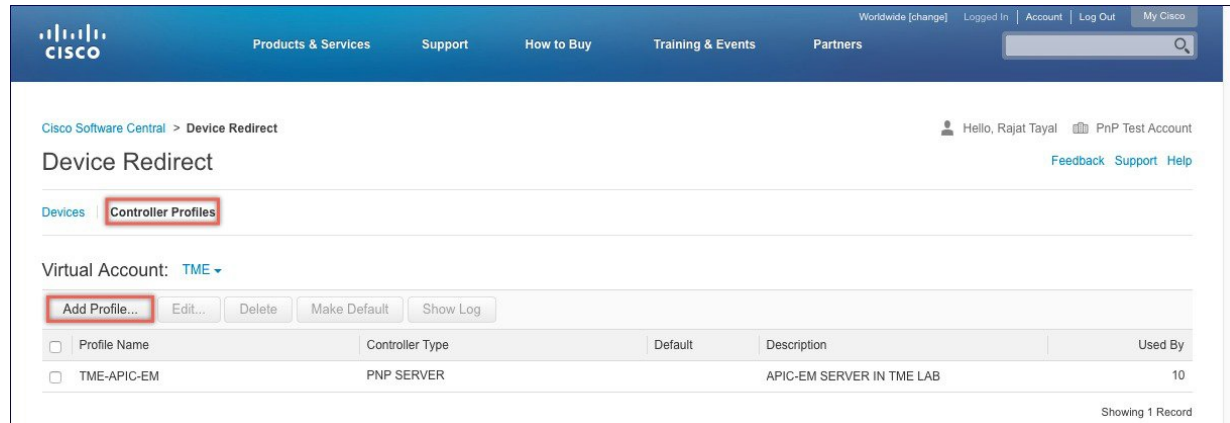 Worldwide [change] Logged In | Account | Log Out My Cisco
CISCO Products & Services Support How to Buy Training & Events Partners
Cisco Software Central > Device Redirect Hello, Rajat Tayal PnP Test Account
Device Redirect Feedback Support Help
Devices Controller Profiles
Virtual Account: TME
Add Profile... Edit... Delete Make Default Show Log
Profile Name Controller Type Default Description Used By
TME-APIC-EM PNP SERVER APIC-EM SERVER IN TME LAB 10
Showing 1 Record